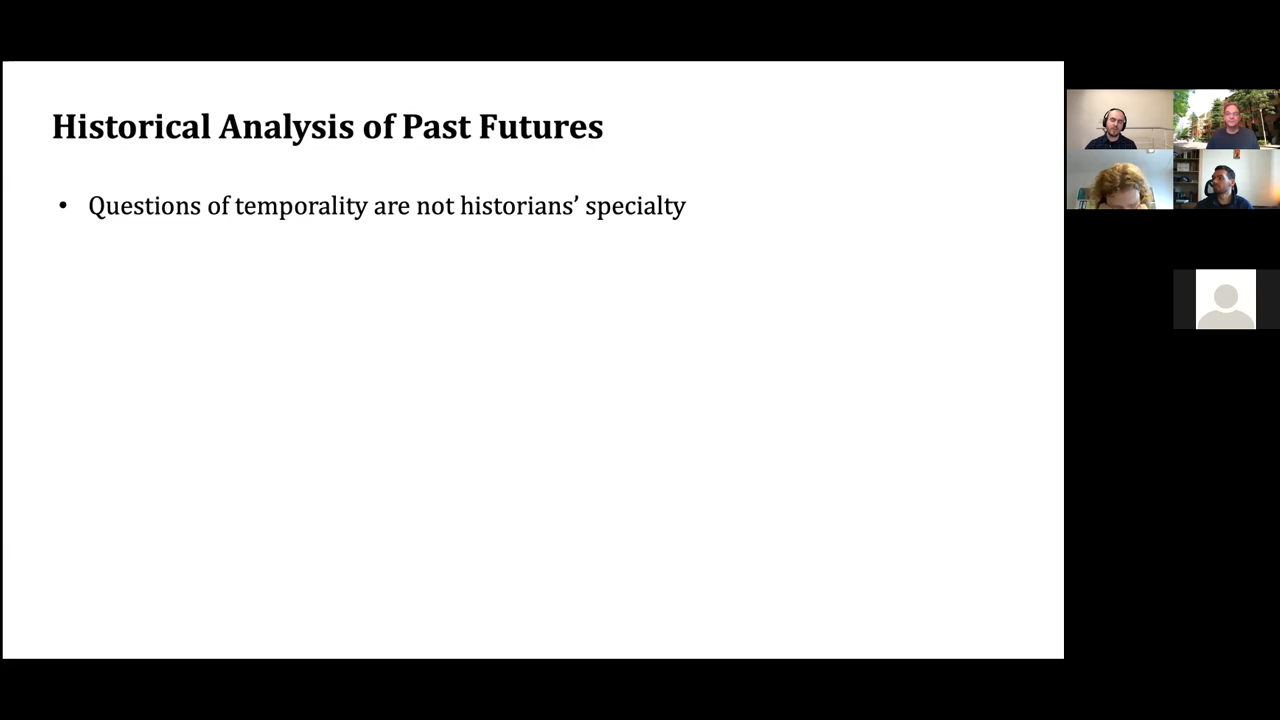 Historical Analysis of Past Futures
• Questions of temporality are not historians’ specialty